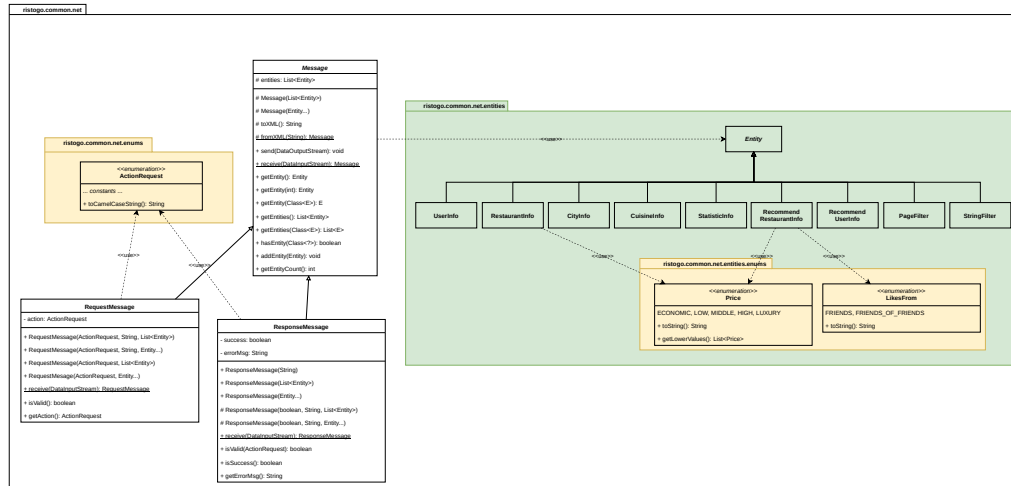 ristogo.common.net
Message
# entities: List<Entity>
# Message(List<Entity>)
# Message(Entity...)
# toXML(): String
# fromXML(String): Message
+ send(DataOutputStream): void
+ receive(DataInputStream): Message
+ getEntity(): Entity
+ getEntity(int): Entity
+ getEntity(Class<E>): E
+ getEntities(): List<Entity>
+ getEntities(Class<E>): List<E>
+ hasEntity(Class<?>): boolean
+ addEntity(Entity): void
+ getEntityCount(): int
ristogo.common.net.enums
<<enumeration>>
ActionRequest
... constants ...
+ toCamelCaseString(): String
<<use>>
<<use>>
RequestMessage
- action: ActionRequest
+ RequestMessage(ActionRequest, String, List<Entity>)
+ RequestMessage(ActionRequest, String, Entity...)
+ RequestMessage(ActionRequest, List<Entity>)
+ RequestMesage(ActionRequest, Entity...)
+ receive(DataInputStream): RequestMessage
+ isValid(): boolean
+ getAction(): ActionRequest
ResponseMessage
- success: boolean
- errorMsg: String
+ ResponseMessage(String)
+ ResponseMessage(List<Entity>)
+ ResponseMessage(Entity...)
# ResponseMessage(boolean, String, List<Entity>)
# ResponseMessage(boolean, String, Entity...)
+ receive(DataInputStream): ResponseMessage
+ isValid(ActionRequest): boolean
+ isSuccess(): boolean
+ getErrorMsg(): String
ristogo.common.net.entities
<<use>>
Entity
UserInfo
RestaurantInfo
CityInfo
CuisineInfo
StatisticInfo
Recommend
RestaurantInfo
Recommend
UserInfo
PageFilter
StringFilter
<<use>>
<<use>>
<<use>>
ristogo.common.net.entities.enums
<<enumeration>>
Price
ECONOMIC, LOW, MIDDLE, HIGH, LUXURY
+ toString(): String
+ getLowerValues(): List<Price>
<<enumeration>>
LikesFrom
FRIENDS, FRIENDS_OF_FRIENDS
+ toString(): String